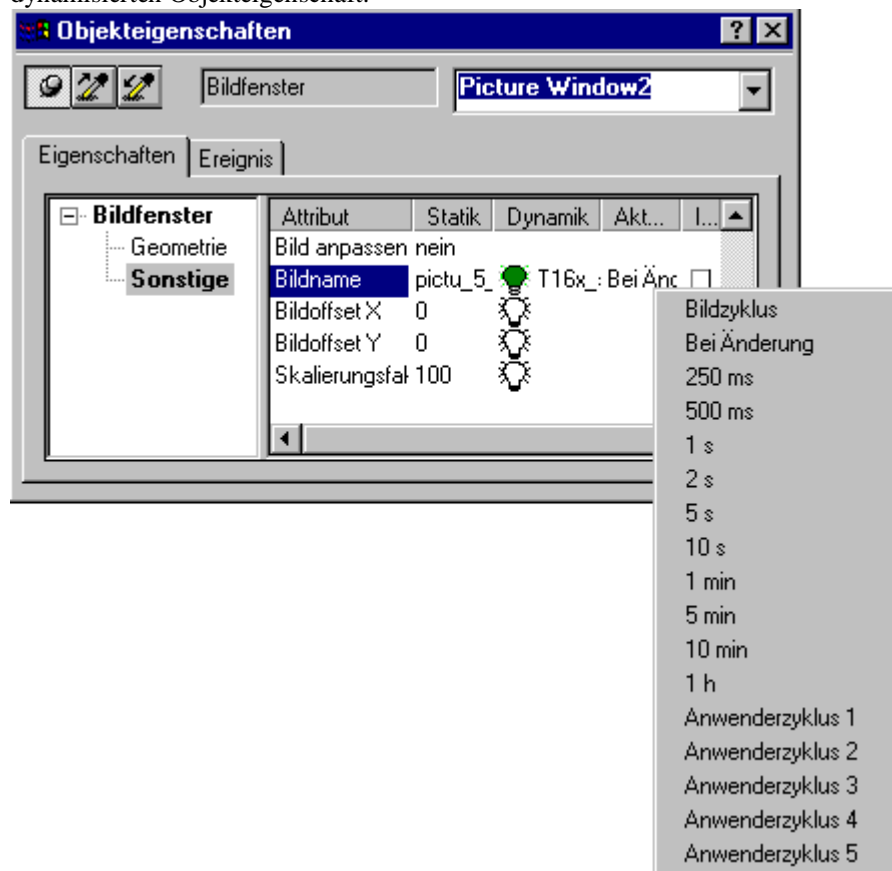 dynamisierten Objekteigenschaft.
Objekteigenschaften
Bildfenster Picture Window2
Eigenschaften Ereignis
Bildfenster
Geometrie
Sonstige
Attribut Statik Dynamik Akt... I...
Bild anpassen nein
Bildname pictu_5_ T16x_ Bei Änd
Bildoffset X 0
Bildoffset Y 0
Skalierungsfak 100
Bildzyklus
Bei Änderung
250 ms
500 ms
1 s
2 s
5 s
10 s
1 min
5 min
10 min
1 h
Anwenderzyklus 1
Anwenderzyklus 2
Anwenderzyklus 3
Anwenderzyklus 4
Anwenderzyklus 5